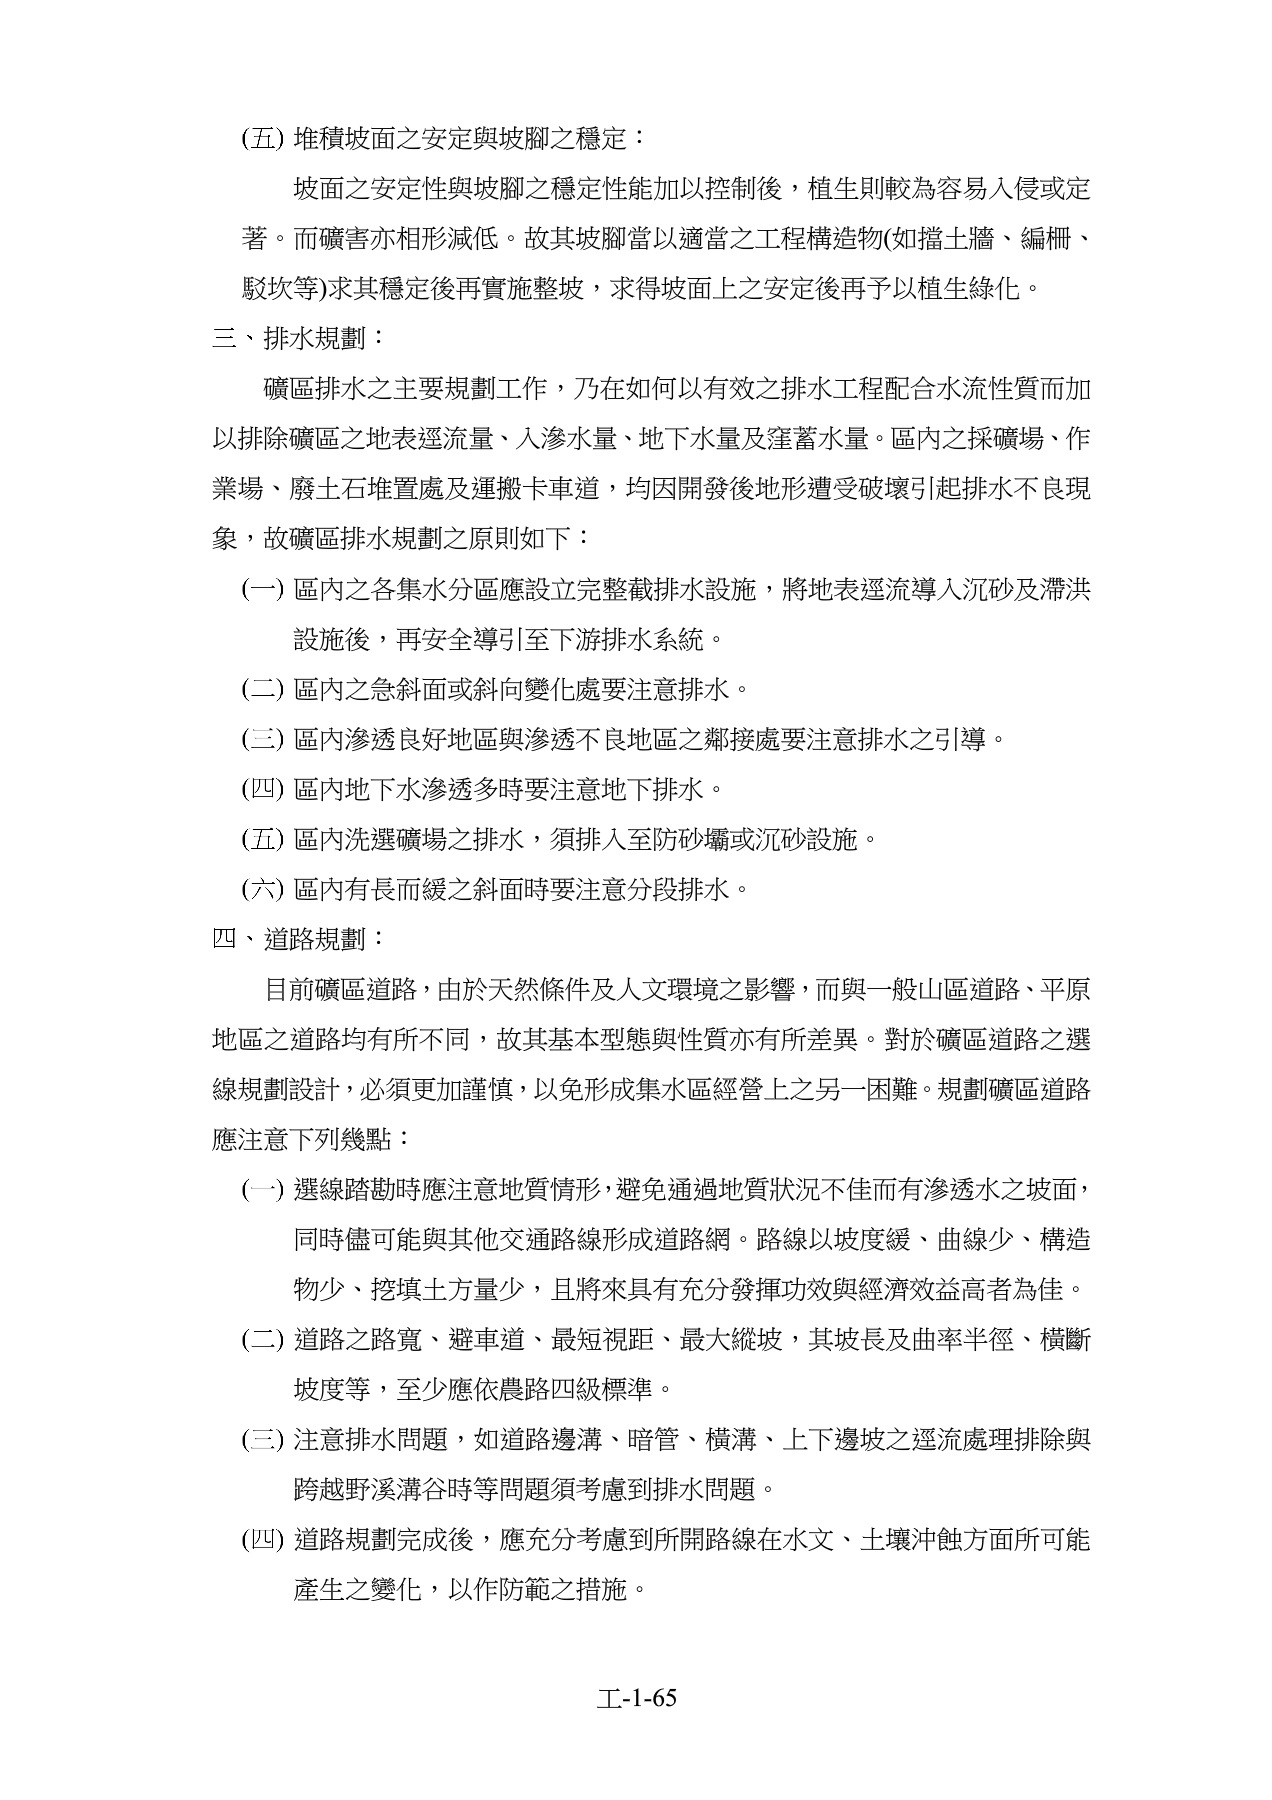 (五) 堆積坡面之安定與坡腳之穩定：
坡面之安定性與坡腳之穩定性能加以控制後，植生則較為容易入侵或定
著。而礦害亦相形減低。故其坡腳當以適當之工程構造物(如擋土牆、編柵、
駁坎等)求其穩定後再實施整坡，求得坡面上之安定後再予以植生綠化。
三、排水規劃：
礦區排水之主要規劃工作，乃在如何以有效之排水工程配合水流性質而加
以排除礦區之地表逕流量、入滲水量、地下水量及窪蓄水量。區內之採礦場、作
業場、廢土石堆置處及運搬卡車道，均因開發後地形遭受破壞引起排水不良現
象，故礦區排水規劃之原則如下：
(一) 區內之各集水分區應設立完整截排水設施，將地表逕流導入沉砂及滯洪
設施後，再安全導引至下游排水系統。
(二) 區內之急斜面或斜向變化處要注意排水。
(三) 區內滲透良好地區與滲透不良地區之鄰接處要注意排水之引導。
(四) 區內地下水滲透多時要注意地下排水。
(五) 區內洗選礦場之排水，須排入至防砂壩或沉砂設施。
(六) 區內有長而緩之斜面時要注意分段排水。
四、道路規劃：
目前礦區道路，由於天然條件及人文環境之影響，而與一般山區道路、平原
地區之道路均有所不同，故其基本型態與性質亦有所差異。對於礦區道路之選
線規劃設計，必須更加謹慎，以免形成集水區經營上之另一困難。規劃礦區道路
應注意下列幾點：
(一) 選線踏勘時應注意地質情形，避免通過地質狀況不佳而有滲透水之坡面，
同時儘可能與其他交通路線形成道路網。路線以坡度緩、曲線少、構造
物少、挖填土方量少，且將來具有充分發揮功效與經濟效益高者為佳。
(二) 道路之路寬、避車道、最短視距、最大縱坡，其坡長及曲率半徑、橫斷
坡度等，至少應依農路四級標準。
(三) 注意排水問題，如道路邊溝、暗管、橫溝、上下邊坡之逕流處理排除與
跨越野溪溝谷時等問題須考慮到排水問題。
(四) 道路規劃完成後，應充分考慮到所開路線在水文、土壤沖蝕方面所可能
產生之變化，以作防範之措施。
工-1-65